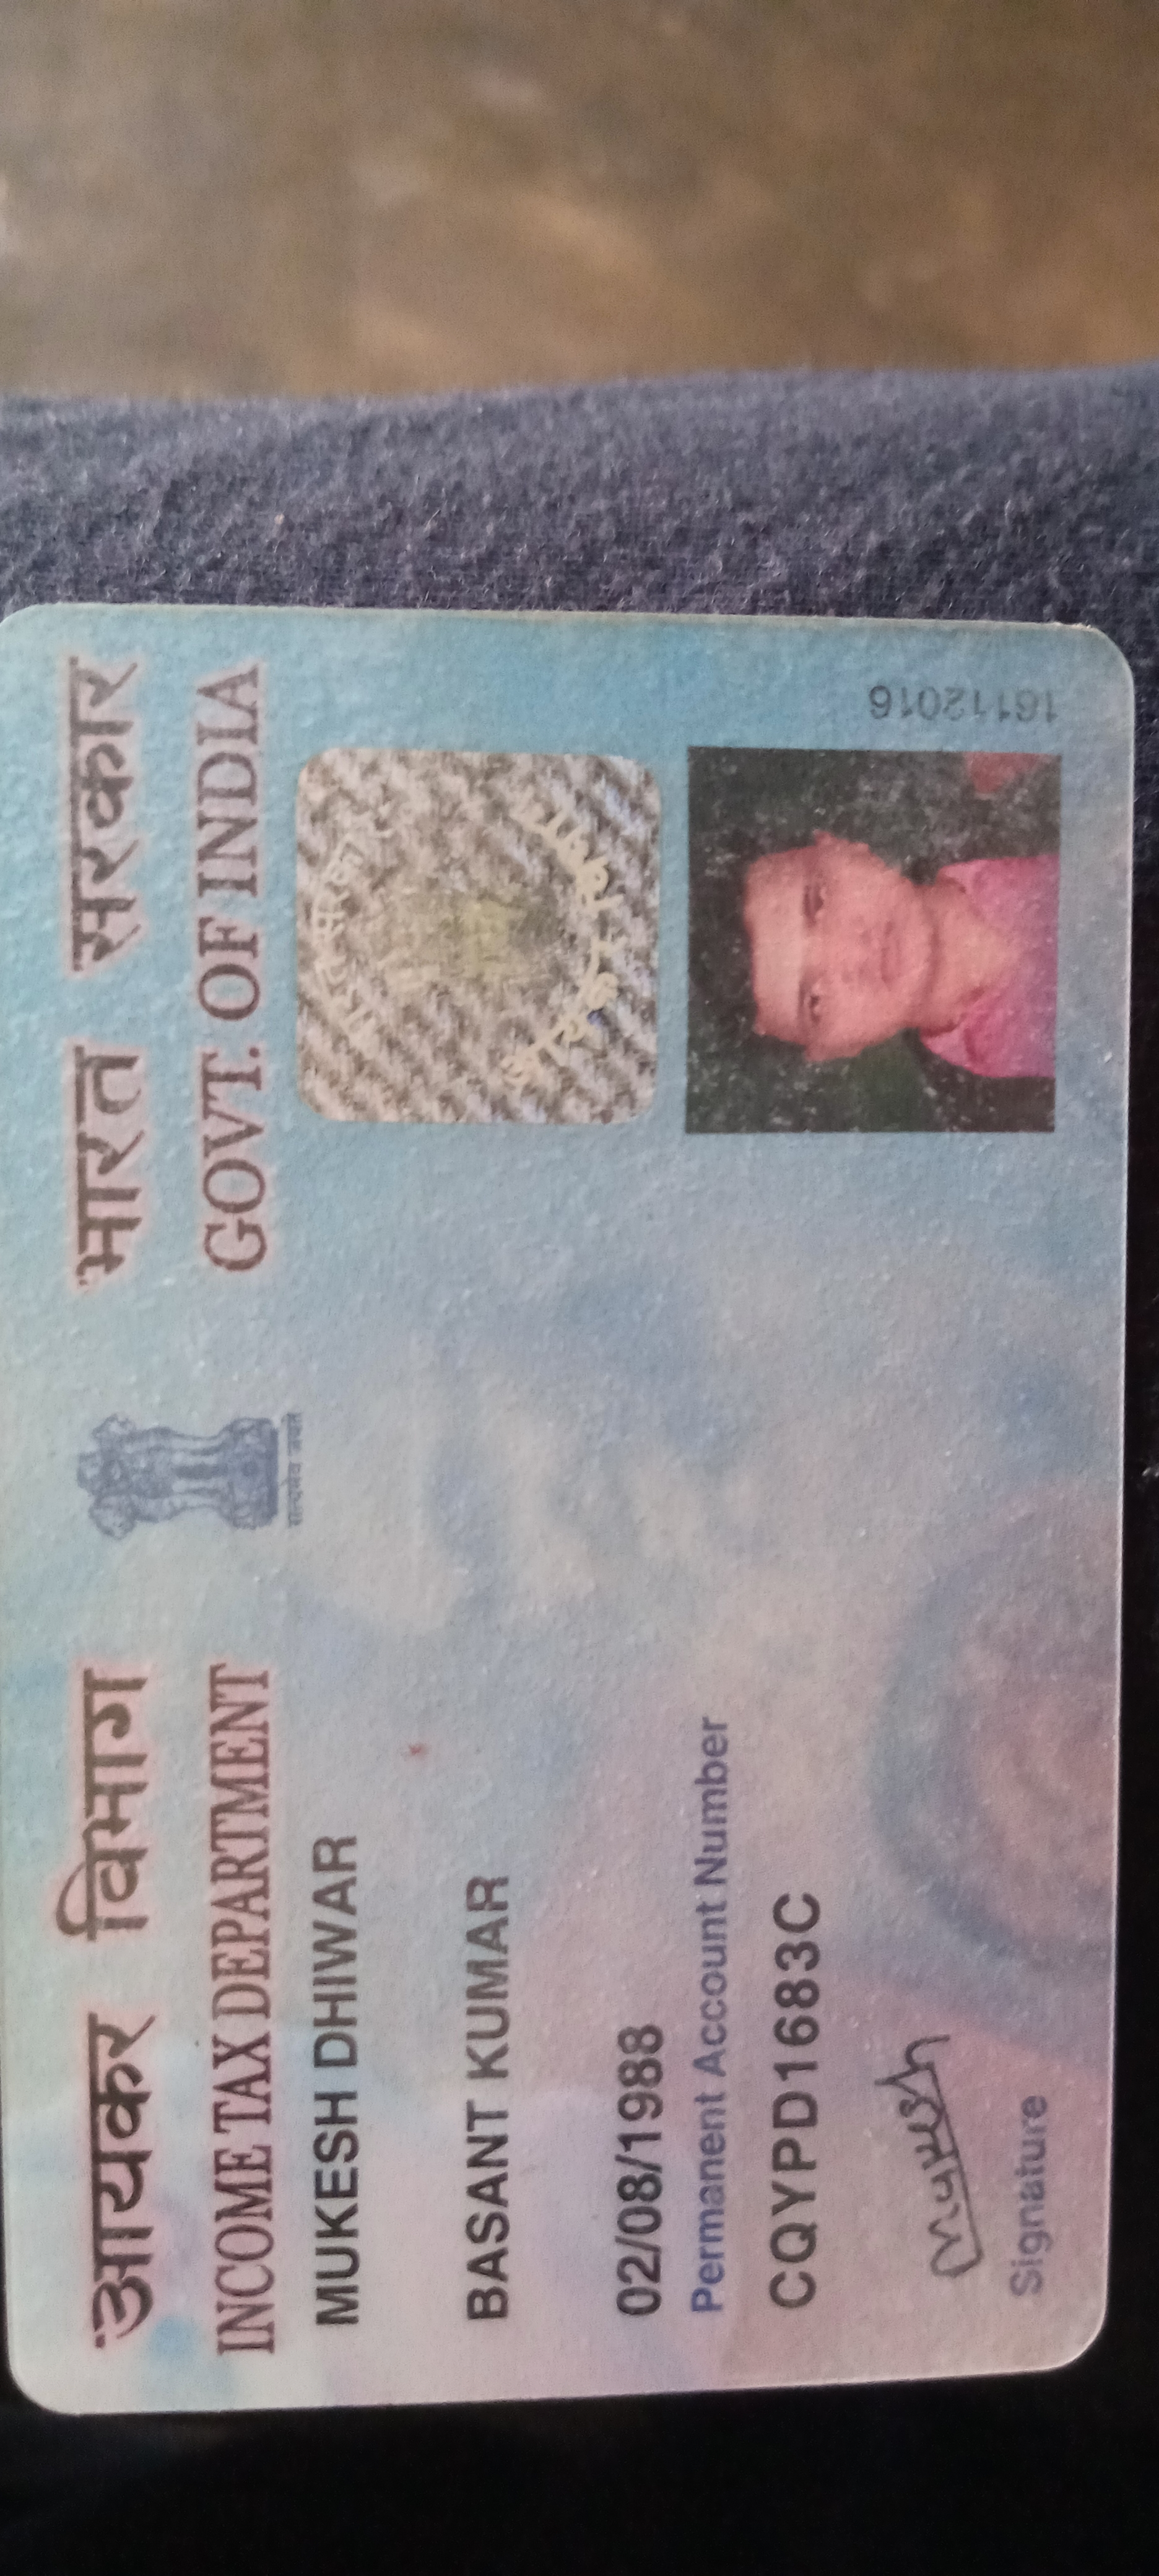 आयकर विभाग
INCOME TAX DEPARTMENT
सत्यमेव जयते
भारत सरकार
GOVT. OF INDIA
MUKESH DHIWAR
BASANT KUMAR
02/08/1988
Permanent Account Number
CQYPD1683C
Signature
16112016